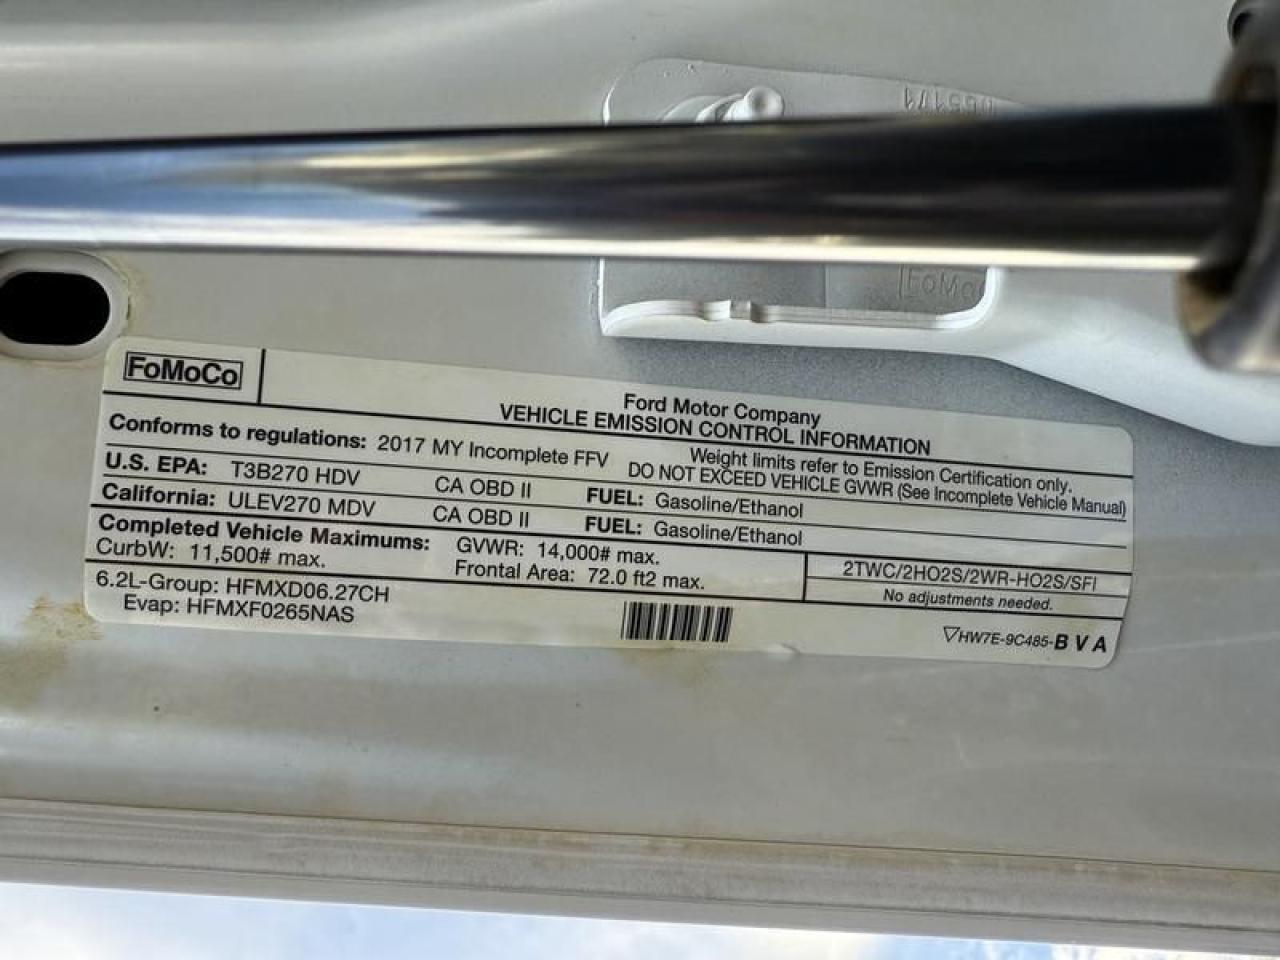 FoMo
FoMoCo
Ford Motor Company
VEHICLE EMISSION CONTROL INFORMATION
Conforms to regulations: 2017 MY Incomplete FFV
Weight limits refer to Emission Certification only.
DO NOT EXCEED VEHICLE GVWR (See Incomplete Vehicle Manual)
U.S. EPA: T3B270 HDV CA OBD II FUEL: Gasoline/Ethanol
California: ULEV270 MDV CA OBD II FUEL: Gasoline/Ethanol
Completed Vehicle Maximums: GVWR: 14,000# max.
CurbW: 11,500# max. Frontal Area: 72.0 ft2 max.
2TWC/2HO2S/2WR-HO2S/SFI
No adjustments needed.
6.2L-Group: HFMXD06.27CH
Evap: HFMXF0265NAS
HW7E-9C485-B V A